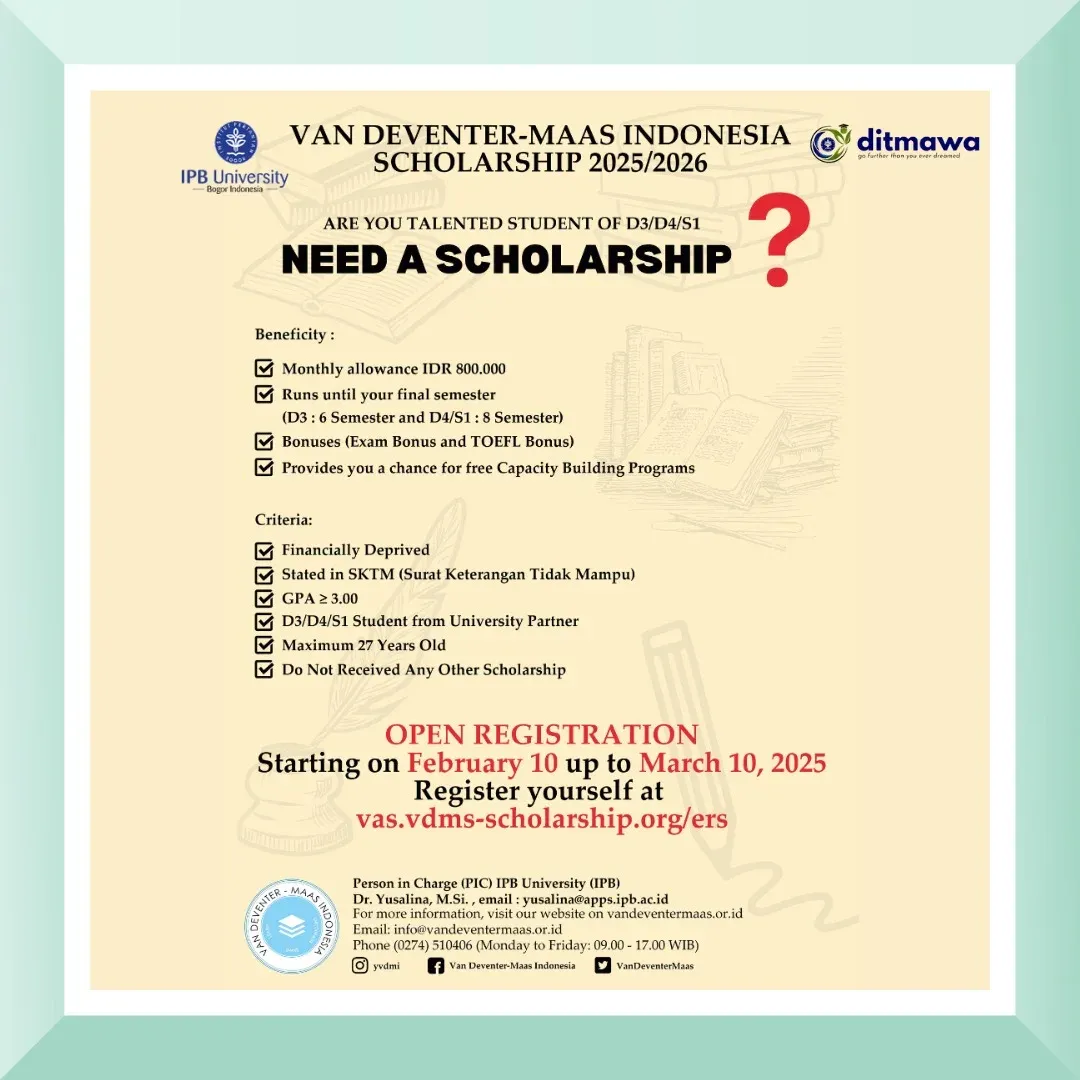 IPB University
Bogor Indonesia
VAN DEVENTER-MAAS INDONESIA
SCHOLARSHIP 2025/2026
ditmawa
go further than you ever dreamed
ARE YOU TALENTED STUDENT OF D3/D4/S1
NEED A SCHOLARSHIP ?
Beneficity :
Monthly allowance IDR 800.000
Runs until your final semester
(D3 : 6 Semester and D4/S1 : 8 Semester)
Bonuses (Exam Bonus and TOEFL Bonus)
Provides you a chance for free Capacity Building Programs
Criteria:
Financially Deprived
Stated in SKTM (Surat Keterangan Tidak Mampu)
GPA ≥ 3.00
D3/D4/S1 Student from University Partner
Maximum 27 Years Old
Do Not Received Any Other Scholarship
OPEN REGISTRATION
Starting on February 10 up to March 10, 2025
Register yourself at
vas.vdms-scholarship.org/ers
VAN DEVENTER - MAAS INDONESIA
Person in Charge (PIC) IPB University (IPB)
Dr. Yusalina, M.Si. , email : yusalina@apps.ipb.ac.id
For more information, visit our website on vandeventermaas.or.id
Email: info@vandeventermaas.or.id
Phone (0274) 510406 (Monday to Friday: 09.00 - 17.00 WIB)
yvdmi Van Deventer-Maas Indonesia VanDeventerMaas